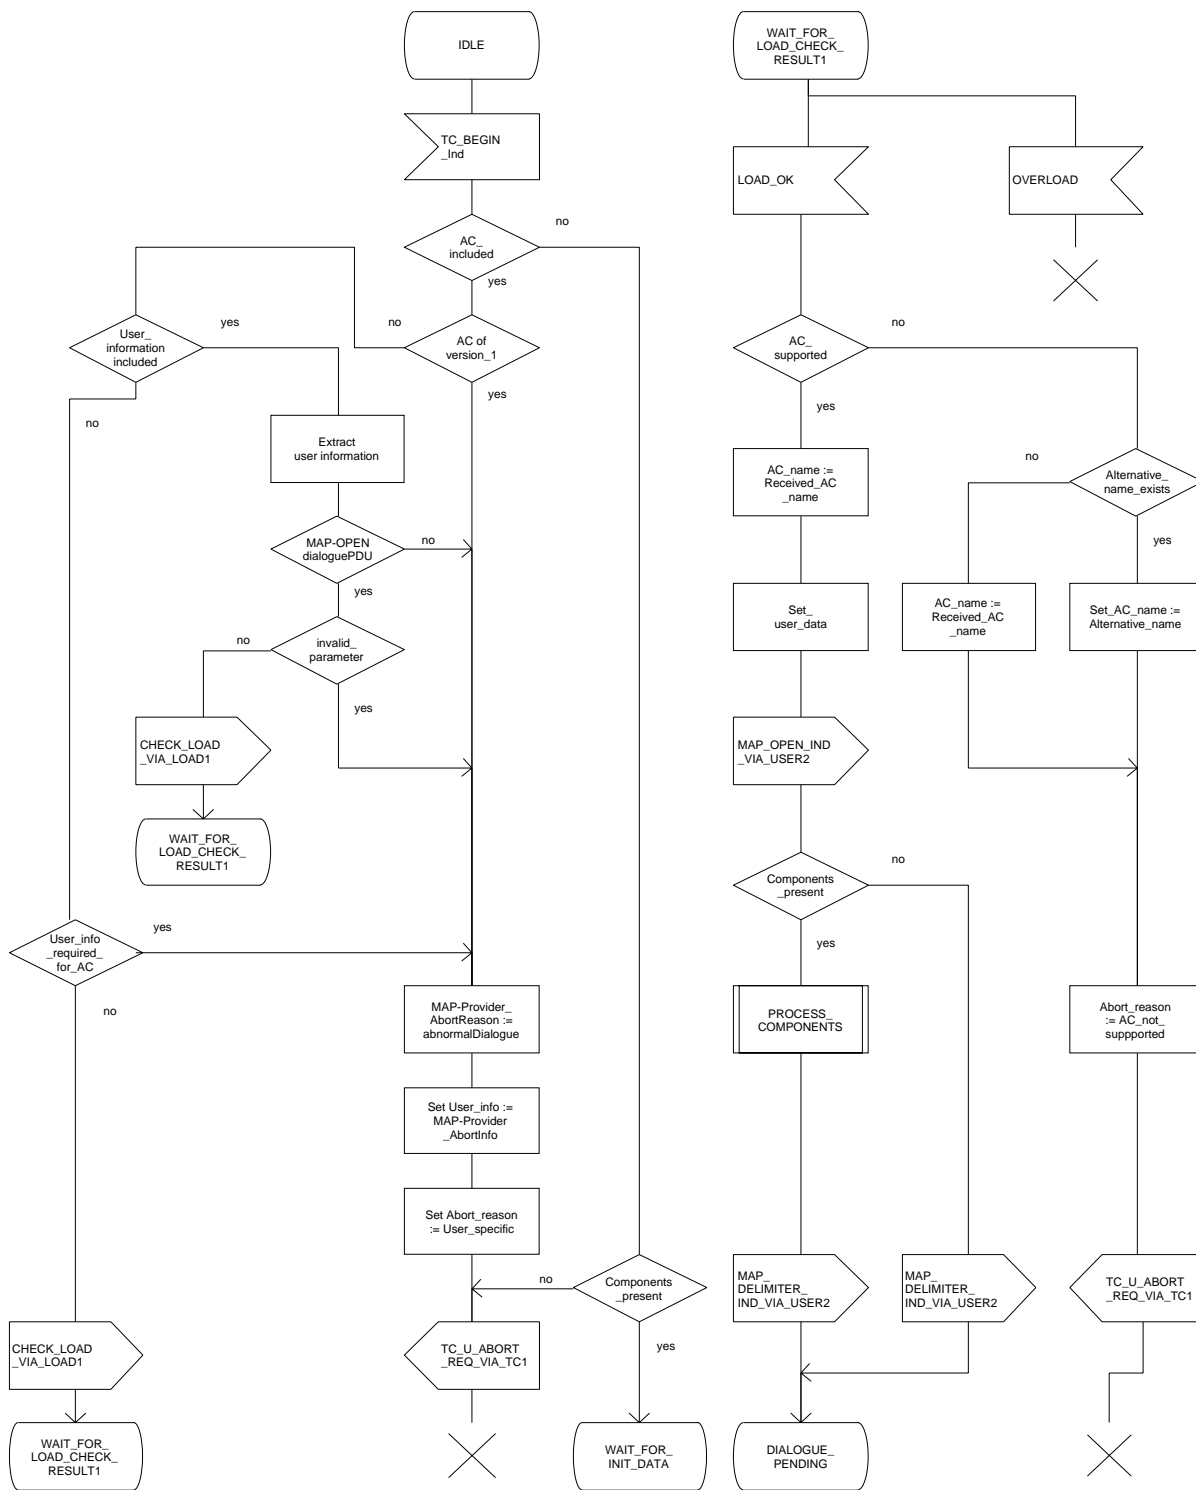 IDLE
TC_BEGIN
_Ind
AC_
included
no
yes
AC of
version_1
no
yes
User_
information
included
yes
no
Extract
user information
MAP-OPEN
dialoguePDU
no
yes
invalid_
parameter
no
yes
CHECK_LOAD
_VIA_LOAD1
WAIT_FOR_
LOAD_CHECK_
RESULT1
User_info
_required_
for_AC
yes
no
MAP-Provider_
AbortReason :=
abnormalDialogue
Set User_info :=
MAP-Provider
_AbortInfo
Set Abort_reason
:= User_specific
Components
_present
no
yes
CHECK_LOAD
_VIA_LOAD1
TC_U_ABORT
_REQ_VIA_TC1
WAIT_FOR_
LOAD_CHECK_
RESULT1
WAIT_FOR_
INIT_DATA
WAIT_FOR_
LOAD_CHECK_
RESULT1
LOAD_OK
OVERLOAD
AC_
supported
no
yes
AC_name :=
Received_AC
_name
no
Alternative_
name_exists
yes
Set_
user_data
AC_name :=
Received_AC
_name
Set_AC_name :=
Alternative_name
MAP_OPEN_IND
_VIA_USER2
Components
_present
no
yes
PROCESS_
COMPONENTS
Abort_reason
:= AC_not_
suppported
MAP_
DELIMITER_
IND_VIA_USER2
MAP_
DELIMITER_
IND_VIA_USER2
TC_U_ABORT
_REQ_VIA_TC1
DIALOGUE_
PENDING